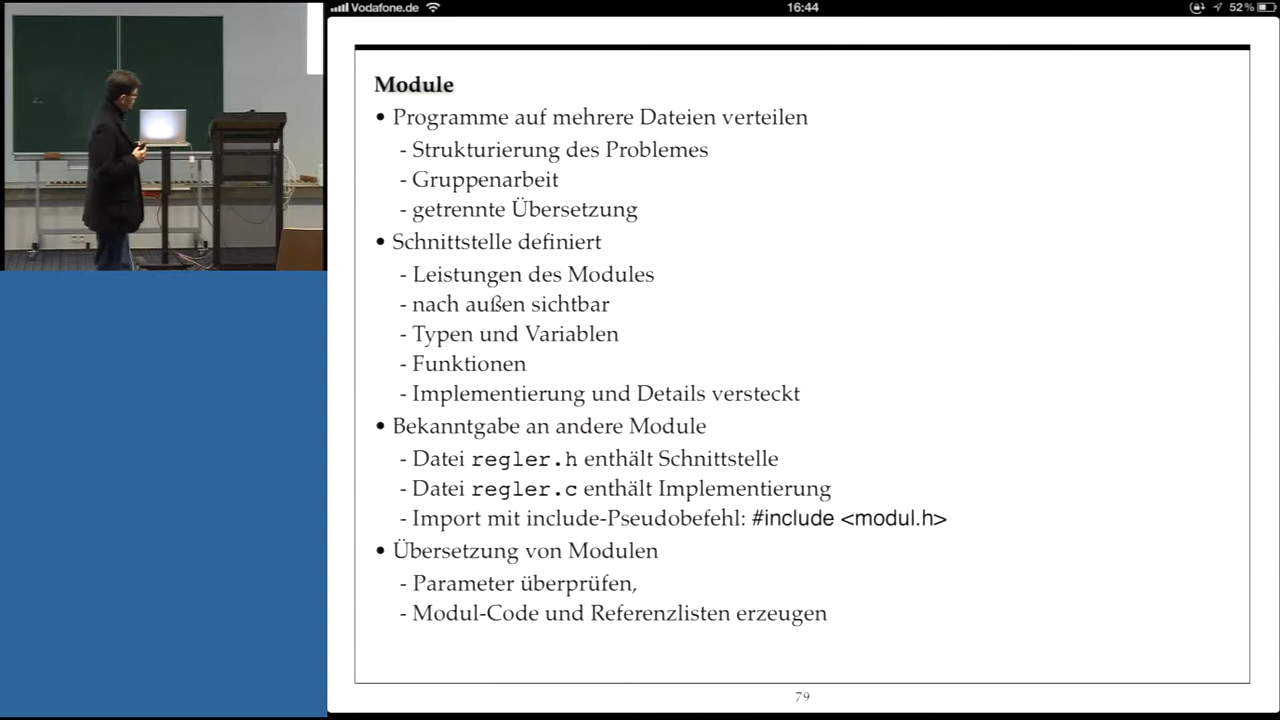 Vodafone.de
16:44
52%
Module
• Programme auf mehrere Dateien verteilen
- Strukturierung des Problemes
- Gruppenarbeit
- getrennte Übersetzung
• Schnittstelle definiert
- Leistungen des Modules
- nach außen sichtbar
- Typen und Variablen
- Funktionen
- Implementierung und Details versteckt
• Bekanntgabe an andere Module
- Datei regler.h enthält Schnittstelle
- Datei regler.c enthält Implementierung
- Import mit include-Pseudobefehl: #include <modul.h>
• Übersetzung von Modulen
- Parameter überprüfen,
- Modul-Code und Referenzlisten erzeugen
79